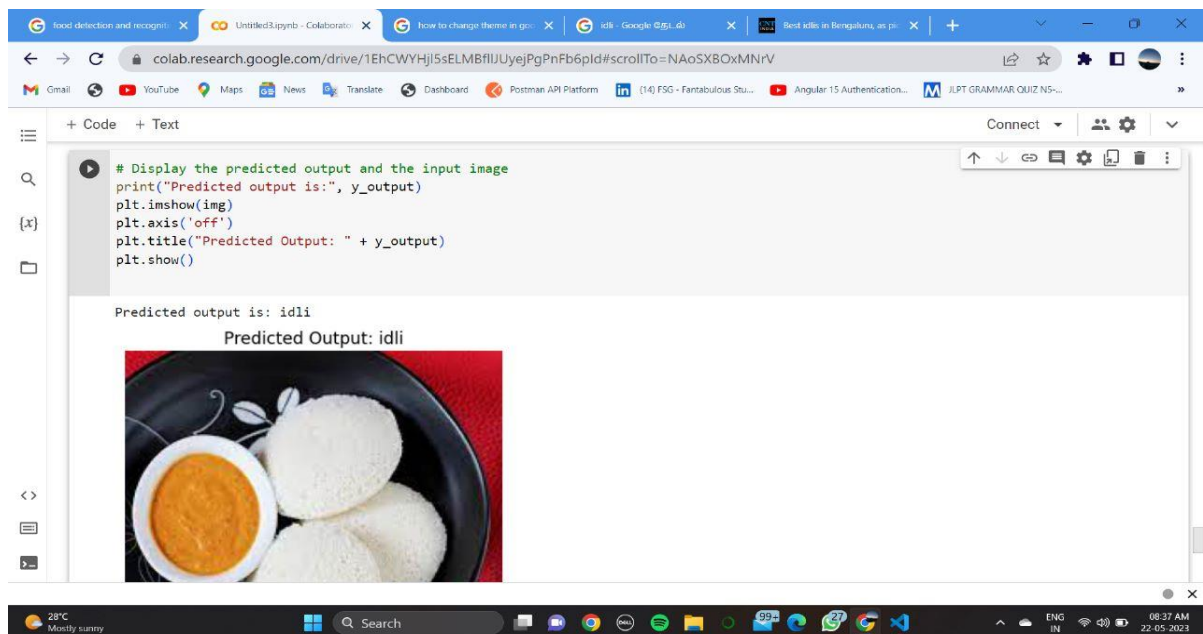 food detection and recogniti
Untitled3.ipynb - Colaborator
how to change theme in goo
idli - Google தேடல்
Best idlis in Bengaluru, as pic
colab.research.google.com/drive/1EhCWYHjl5sELMBflIJUyejPgPnFb6pId#scrollTo=NAoSXBOxMNrV
Gmail
YouTube
Maps
News
Translate
Dashboard
Postman API Platform
(14) FSG - Fantabulous Stu...
Angular 15 Authentication...
JLPT GRAMMAR QUIZ N5-...
+ Code + Text
Connect
# Display the predicted output and the input image
print("Predicted output is:", y_output)
plt.imshow(img)
plt.axis('off')
plt.title("Predicted Output: " + y_output)
plt.show()
{x}
Predicted output is: idli
Predicted Output: idli
28°C
Mostly sunny
Search
DELL
99+
27
ENG
IN
08:37 AM
22-05-2023